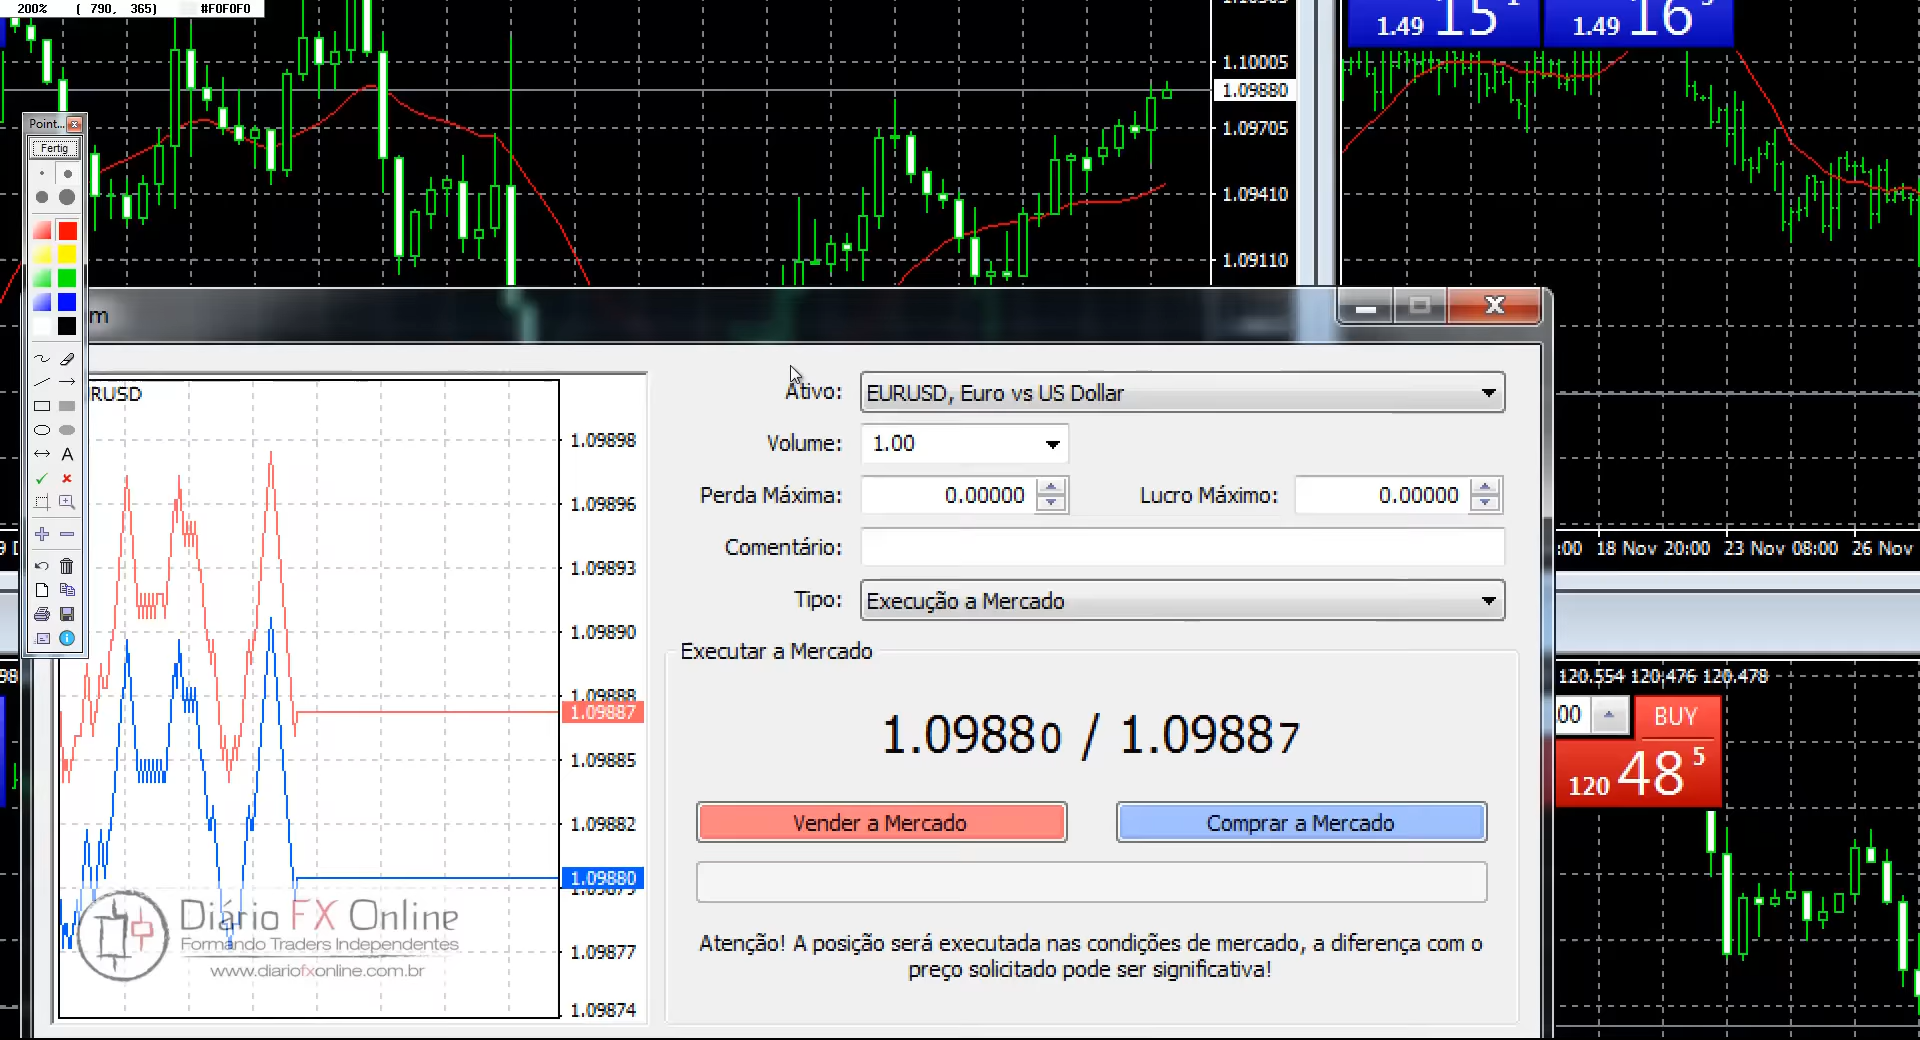 200% ( 790, 365) #F0F0F0
1.49 15
1.49 16
1.10005
1.09880
1.09705
1.09410
1.09110
Point...
Fertig
m
RUSD
1.09898
1.09896
1.09893
1.09890
1.09888
1.09887
1.09885
1.09882
1.09880
1.09877
1.09874
Ativo: EURUSD, Euro vs US Dollar
Volume: 1.00
Perda Máxima: 0.00000 Lucro Máximo: 0.00000
Comentário:
Tipo: Execução a Mercado
Executar a Mercado
1.09880 / 1.09887
Vender a Mercado Comprar a Mercado
Atenção! A posição será executada nas condições de mercado, a diferença com o
preço solicitado pode ser significativa!
Diário FX Online
Formando Traders Independentes
www.diariofxonline.com.br
:00 18 Nov 20:00 23 Nov 08:00 26 Nov
120.554 120.476 120.478
00 BUY
120 48 5